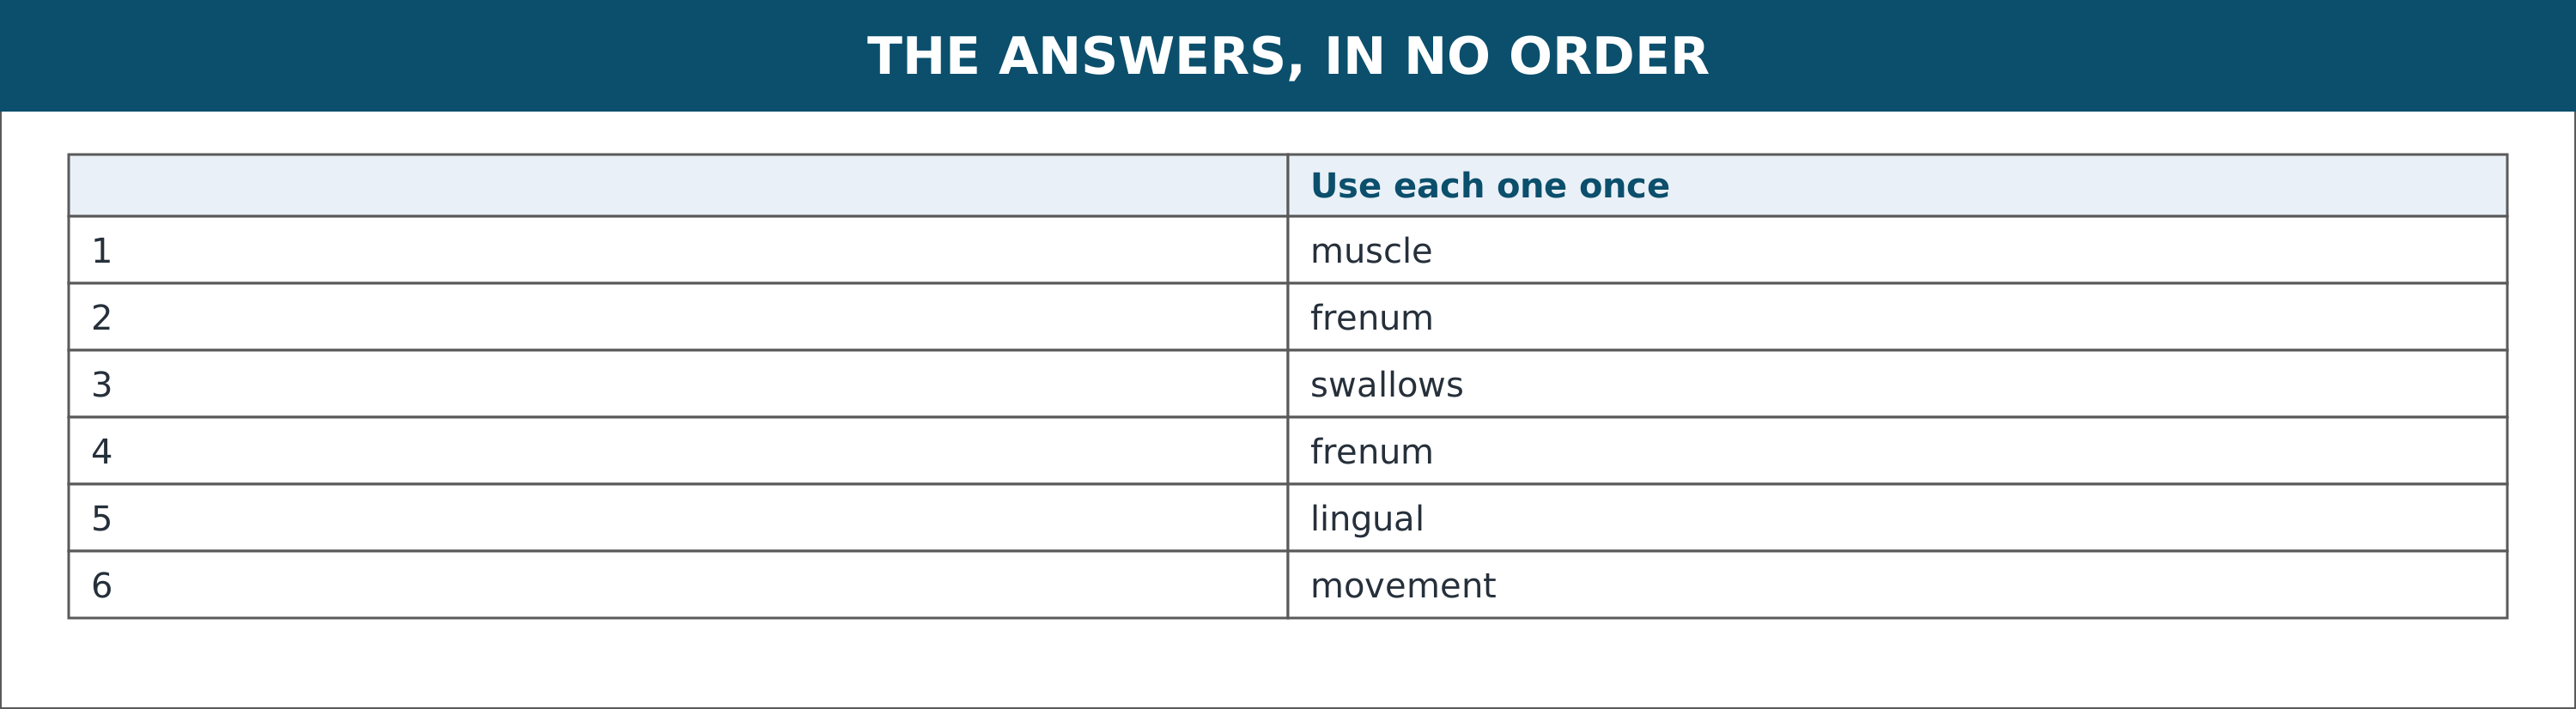 THE ANSWERS, IN NO ORDER
Use each one once
1 muscle
2 frenum
3 swallows
4 frenum
5 lingual
6 movement